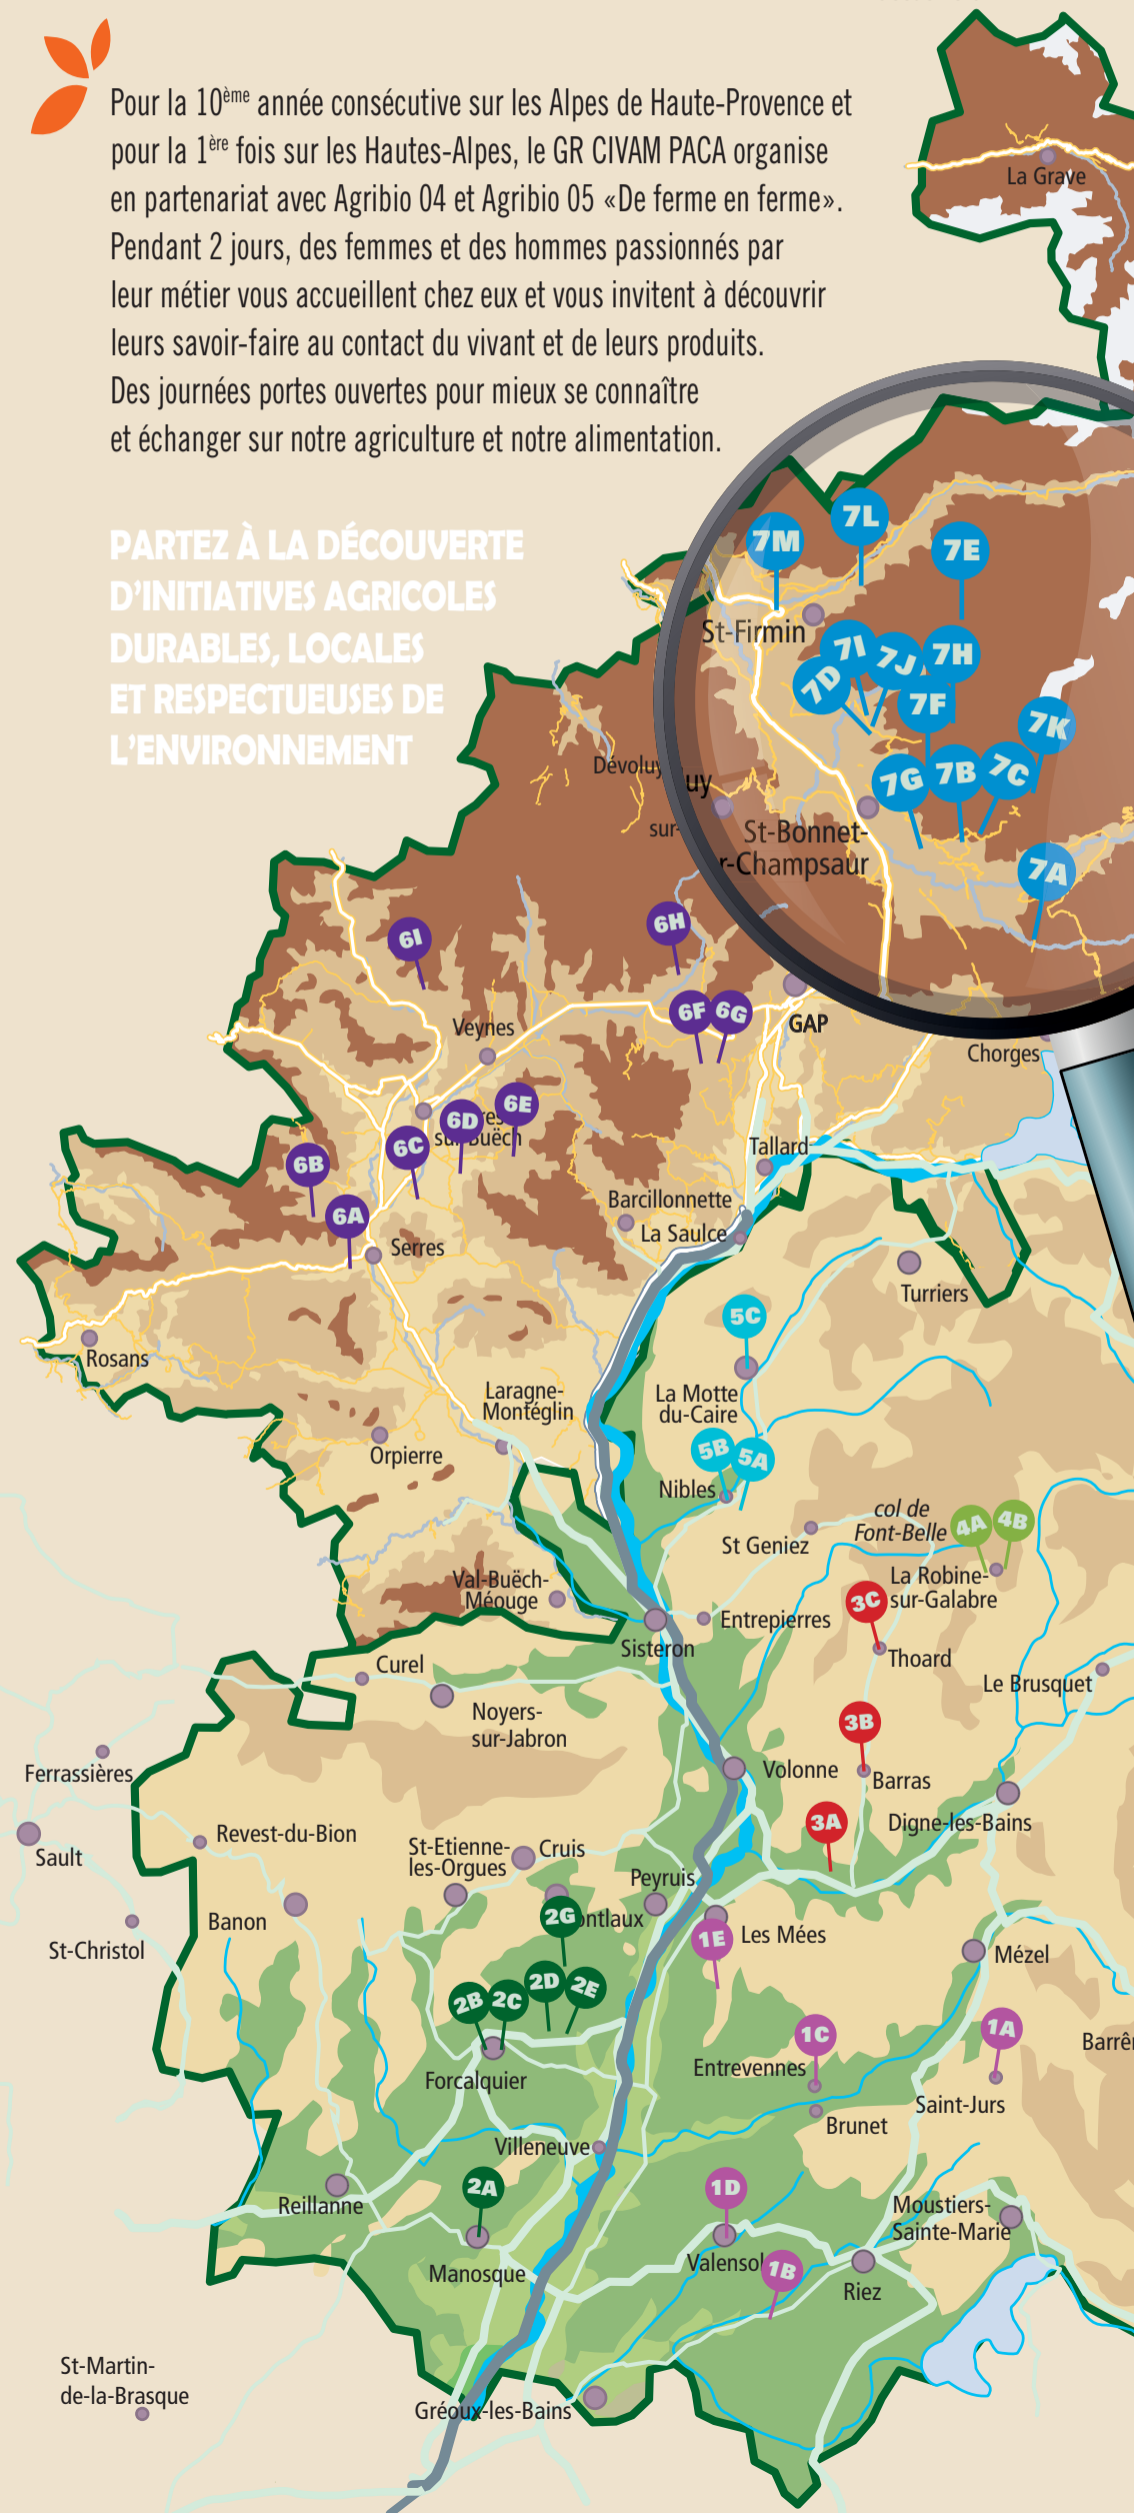 Pour la 10ème année consécutive sur les Alpes de Haute-Provence et
pour la 1ère fois sur les Hautes-Alpes, le GR CIVAM PACA organise
en partenariat avec Agribio 04 et Agribio 05 «De ferme en ferme».
Pendant 2 jours, des femmes et des hommes passionnés par
leur métier vous accueillent chez eux et vous invitent à découvrir
leurs savoir-faire au contact du vivant et de leurs produits.
Des journées portes ouvertes pour mieux se connaître
et échanger sur notre agriculture et notre alimentation.
PARTEZ À LA DÉCOUVERTE
D'INITIATIVES AGRICOLES
DURABLES, LOCALES
ET RESPECTUEUSES DE
L'ENVIRONNEMENT
La Grave
7L
7M
7E
St-Firmin
7I
7J
7H
7D
7F
7K
Dévoluy
uy
7G
7B
7C
sur-
St-Bonnet-
r-Champsaur
7A
6I
6H
6F
6G
GAP
Veynes
Chorges
6E
6D
res
sur-Buëch
6C
Tallard
6B
Barcillonnette
6A
La Saulce
Serres
Turriers
5C
Rosans
Laragne-
Montéglin
La Motte
du-Caire
Orpierre
5B
5A
Nibles
col de
Font-Belle
4A
4B
St Geniez
La Robine-
sur-Galabre
Val-Buëch-
Méouge
3C
Entrepierres
Sisteron
Thoard
Curel
Le Brusquet
Noyers-
sur-Jabron
3B
Ferrassières
Volonne
Barras
3A
Digne-les-Bains
Revest-du-Bion
St-Etienne-
les-Orgues
Cruis
Sault
Peyruis
2G
ontlaux
Banon
1E
Les Mées
St-Christol
Mézel
2D
2E
2B
2C
1C
1A
Barrê
Entrevennes
Forcalquier
Saint-Jurs
Brunet
Villeneuve
2A
1D
Reillanne
Moustiers-
Sainte-Marie
Valensol
1B
Manosque
Riez
St-Martin-
de-la-Brasque
Gréoux-les-Bains